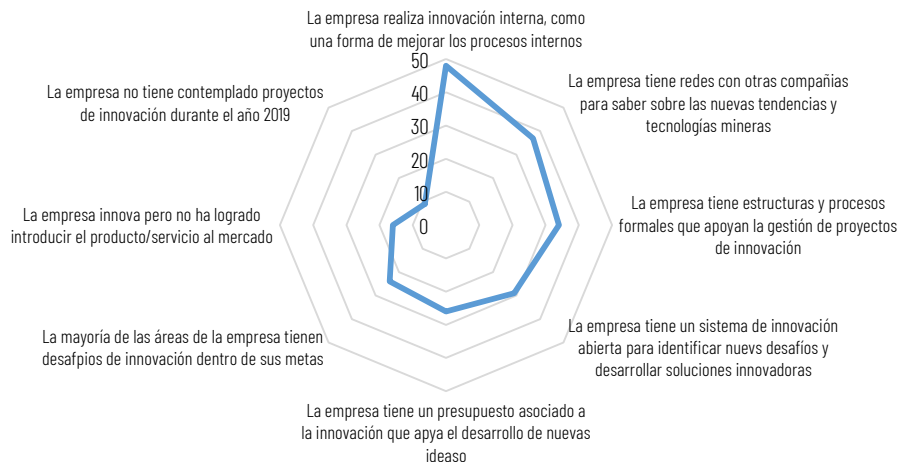 La empresa realiza innovación interna, como
una forma de mejorar los procesos internos
La empresa tiene redes con otras compañias
para saber sobre las nuevas tendencias y
tecnologías mineras
La empresa tiene estructuras y procesos
formales que apoyan la gestión de proyectos
de innovación
La empresa tiene un sistema de innovación
abierta para identificar nuevs desafíos y
desarrollar soluciones innovadoras
La empresa tiene un presupuesto asociado a
la innovación que apya el desarrollo de nuevas
ideaso
La mayoría de las áreas de la empresa tienen
desafpios de innovación dentro de sus metas
La empresa innova pero no ha logrado
introducir el producto/servicio al mercado
La empresa no tiene contemplado proyectos
de innovación durante el año 2019
50
40
30
20
10
0